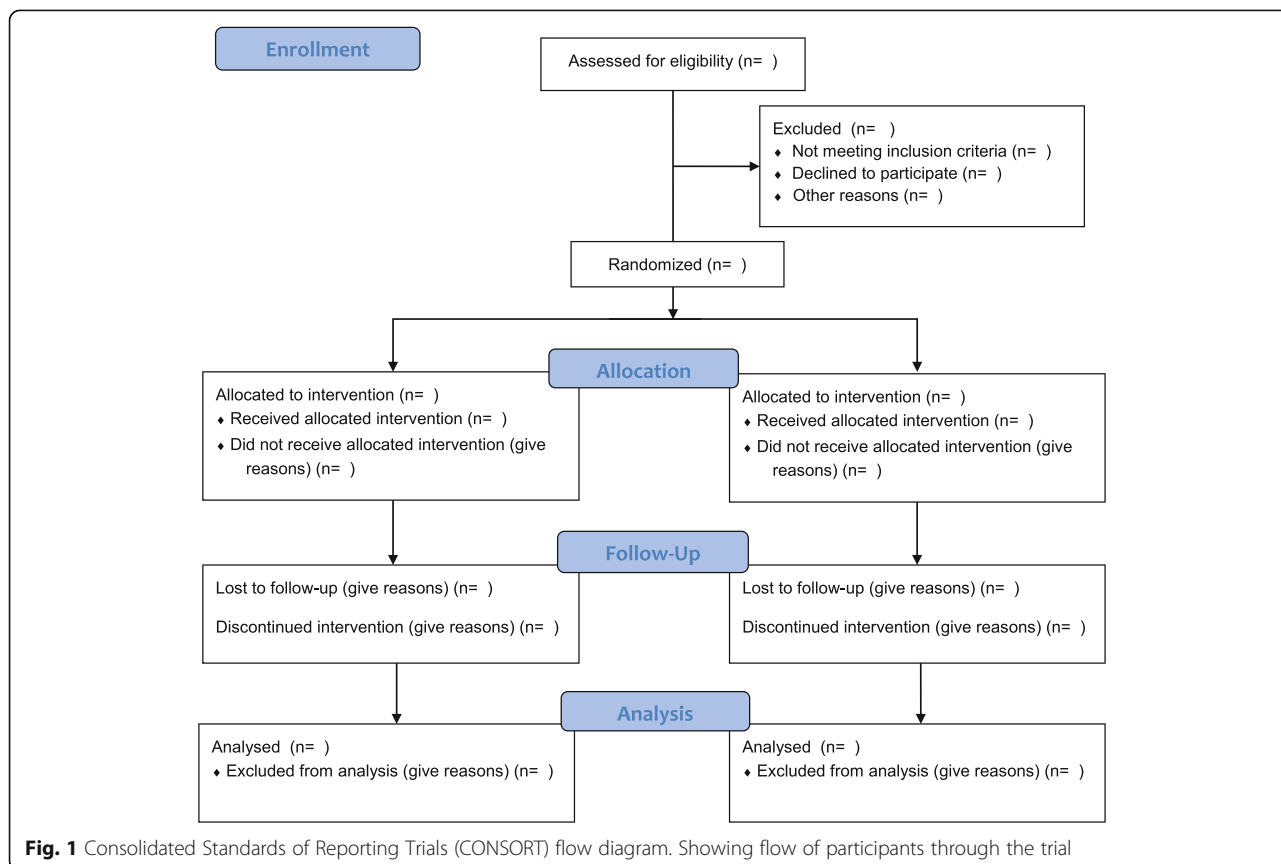 Enrollment
Assessed for eligibility (n=  )
Excluded  (n=   )
♦ Not meeting inclusion criteria (n=  )
♦ Declined to participate (n=  )
♦ Other reasons (n=  )
Randomized (n=  )
Allocation
Allocated to intervention (n=  )
♦ Received allocated intervention (n=  )
♦ Did not receive allocated intervention (give
reasons) (n=  )
Allocated to intervention (n=  )
♦ Received allocated intervention (n=  )
♦ Did not receive allocated intervention (give
reasons) (n=  )
Follow-Up
Lost to follow-up (give reasons) (n=  )
Discontinued intervention (give reasons) (n=  )
Lost to follow-up (give reasons) (n=  )
Discontinued intervention (give reasons) (n=  )
Analysis
Analysed  (n=  )
♦ Excluded from analysis (give reasons) (n=  )
Analysed  (n=  )
♦ Excluded from analysis (give reasons) (n=  )
Fig. 1 Consolidated Standards of Reporting Trials (CONSORT) flow diagram. Showing flow of participants through the trial